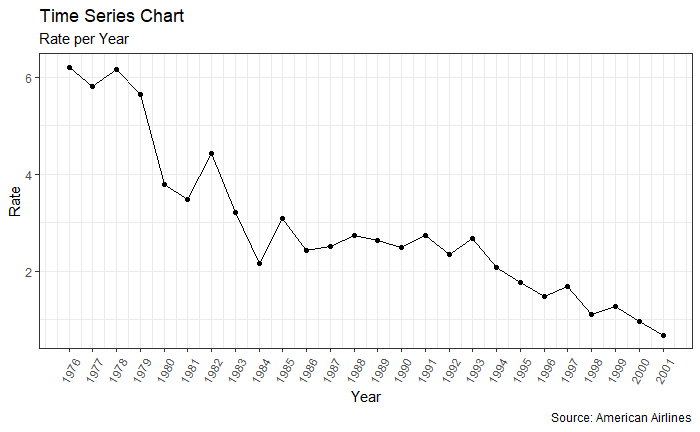 Time Series Chart
Rate per Year
6
4
2
Rate
1976 1977 1978 1979 1980 1981 1982 1983 1984 1985 1986 1987 1988 1989 1990 1991 1992 1993 1994 1995 1996 1997 1998 1999 2000 2001
Year
Source: American Airlines